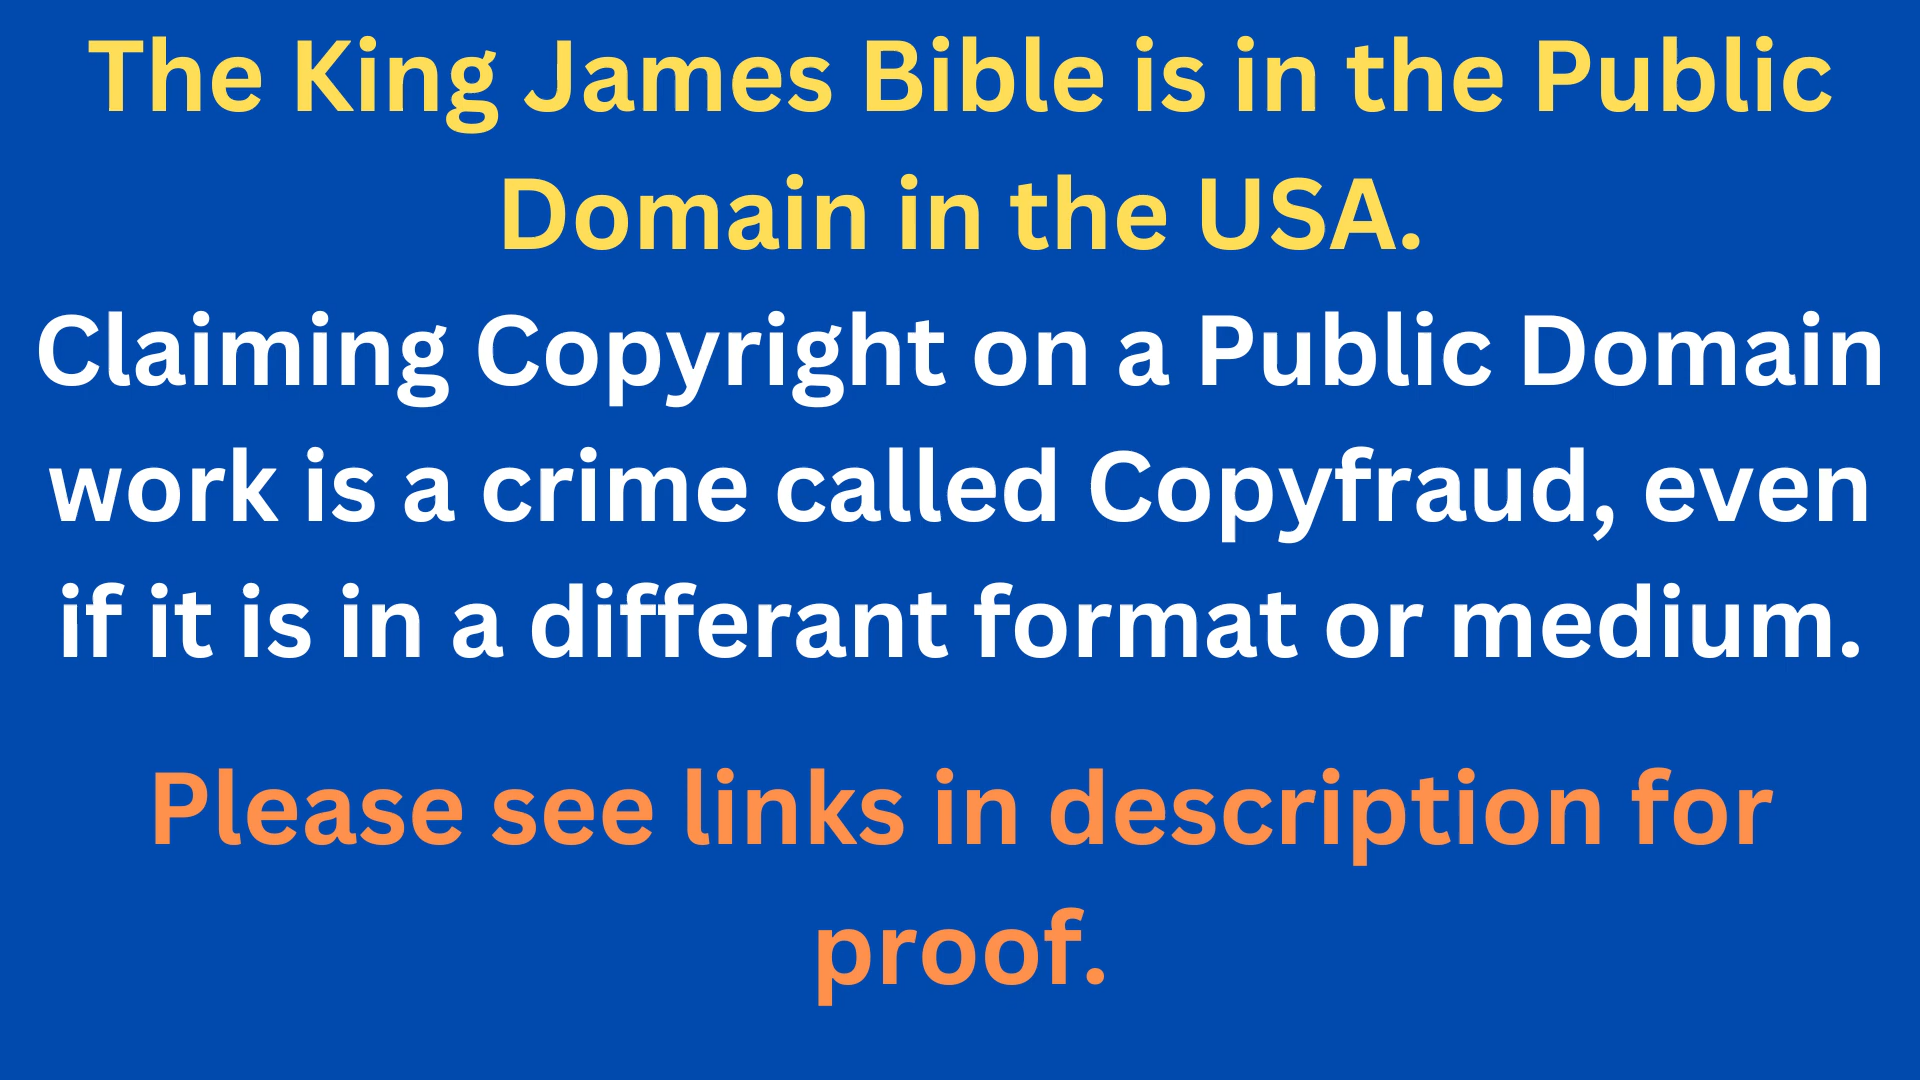 The King James Bible is in the Public
Domain in the USA.
Claiming Copyright on a Public Domain
work is a crime called Copyfraud, even
if it is in a differant format or medium.
Please see links in description for
proof.